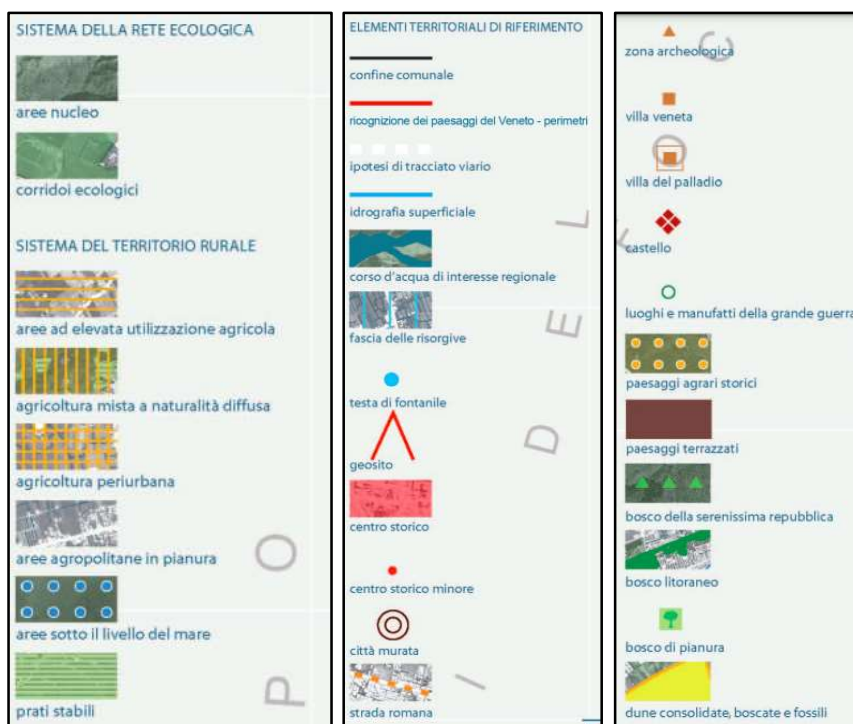 SISTEMA DELLA RETE ECOLOGICA
aree nucleo
corridoi ecologici
SISTEMA DEL TERRITORIO RURALE
aree ad elevata utilizzazione agricola
agricoltura mista a naturalità diffusa
agricoltura periurbana
aree agropolitane in pianura
aree sotto il livello del mare
prati stabili
P O
ELEMENTI TERRITORIALI DI RIFERIMENTO
confine comunale
ricognizione dei paesaggi del Veneto - perimetri
ipotesi di tracciato viario
idrografia superficiale
corso d'acqua di interesse regionale
fascia delle risorgive
testa di fontanile
geosito
centro storico
centro storico minore
città murata
strada romana
I D E L
zona archeologica
villa veneta
villa del palladio
castello
luoghi e manufatti della grande guerra
paesaggi agrari storici
paesaggi terrazzati
bosco della serenissima repubblica
bosco litoraneo
bosco di pianura
dune consolidate, boscate e fossili